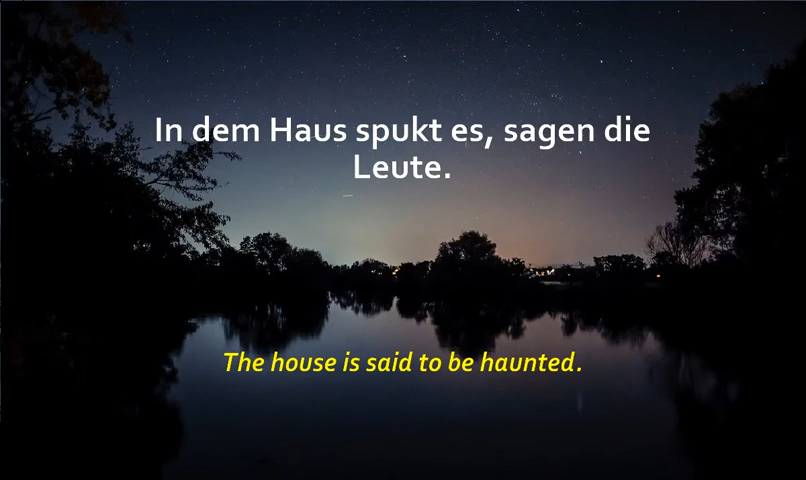 In dem Haus spukt es, sagen die
Leute.
The house is said to be haunted.